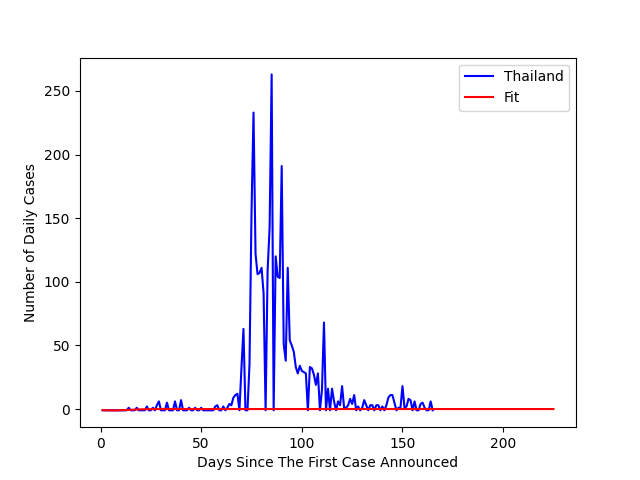 Thailand
Fit
250
200
150
100
50
0
Number of Daily Cases
0 50 100 150 200
Days Since The First Case Announced